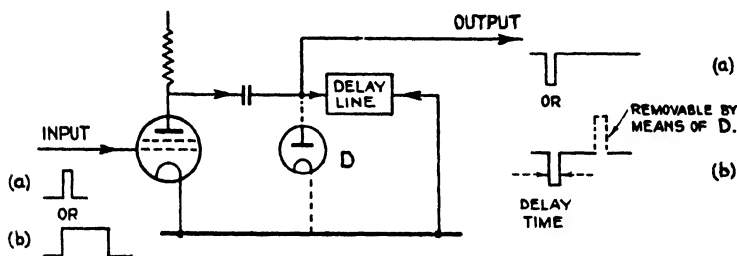 OUTPUT
(a)
OR
REMOVABLE BY
MEANS OF D.
(b)
DELAY
TIME
DELAY
LINE
D
INPUT
(a)
OR
(b)